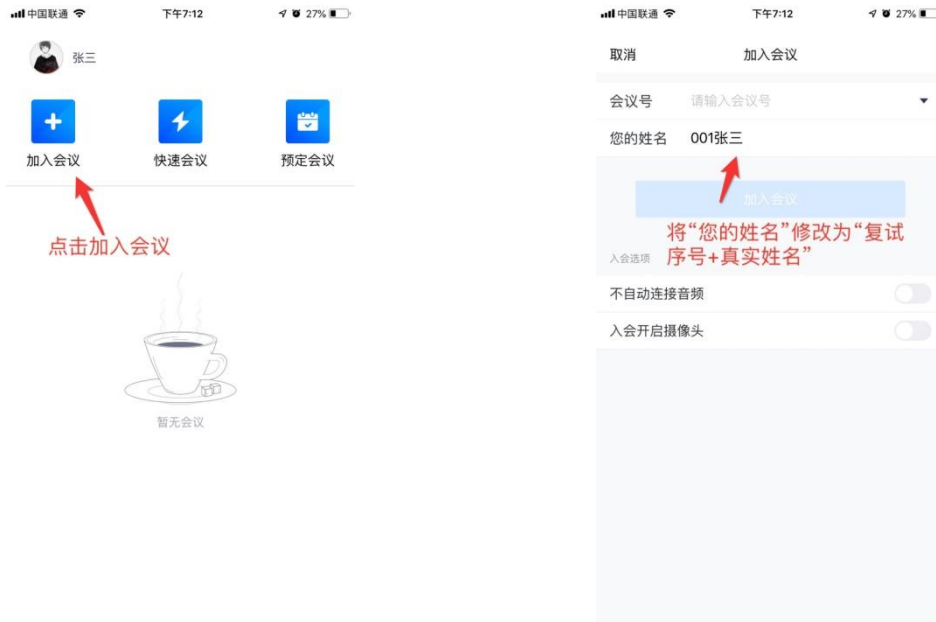 中国联通 下午7:12 27%
张三
加入会议 快速会议 预定会议
点击加入会议
暂无会议
中国联通 下午7:12 27%
取消 加入会议
会议号 请输入会议号
您的姓名 001张三
加入会议
将“您的姓名”修改为“复试
序号+真实姓名”
入会选项
不自动连接音频
入会开启摄像头